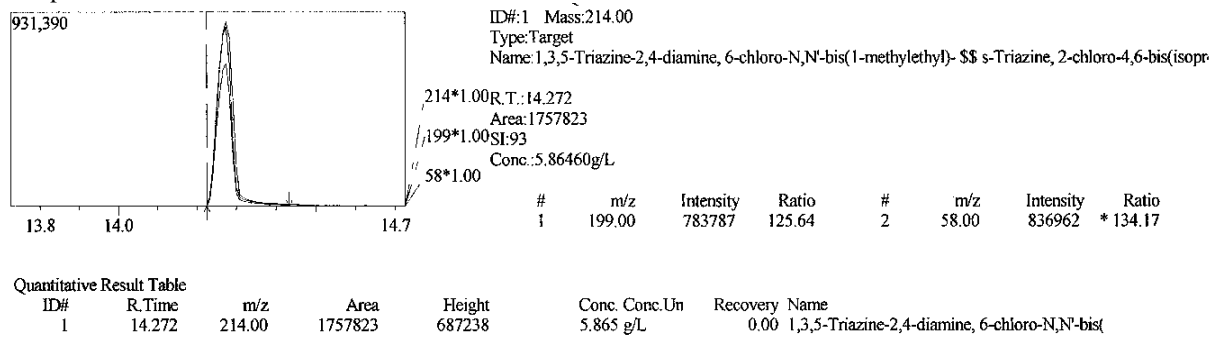 931,390
ID#:1 Mass:214.00
Type:Target
Name:1,3,5-Triazine-2,4-diamine, 6-chloro-N,N'-bis(1-methylethyl)- $$ s-Triazine, 2-chloro-4,6-bis(isopr
214*1.00
R.T.:14.272
Area:1757823
199*1.00
SI:93
Conc.:5.86460g/L
58*1.00
# m/z Intensity Ratio # m/z Intensity Ratio
1 199.00 783787 125.64 2 58.00 836962 * 134.17
13.8 14.0 14.7
Quantitative Result Table
ID# R.Time m/z Area Height Conc. Conc.Un Recovery Name
1 14.272 214.00 1757823 687238 5.865 g/L 0.00 1,3,5-Triazine-2,4-diamine, 6-chloro-N,N'-bis(